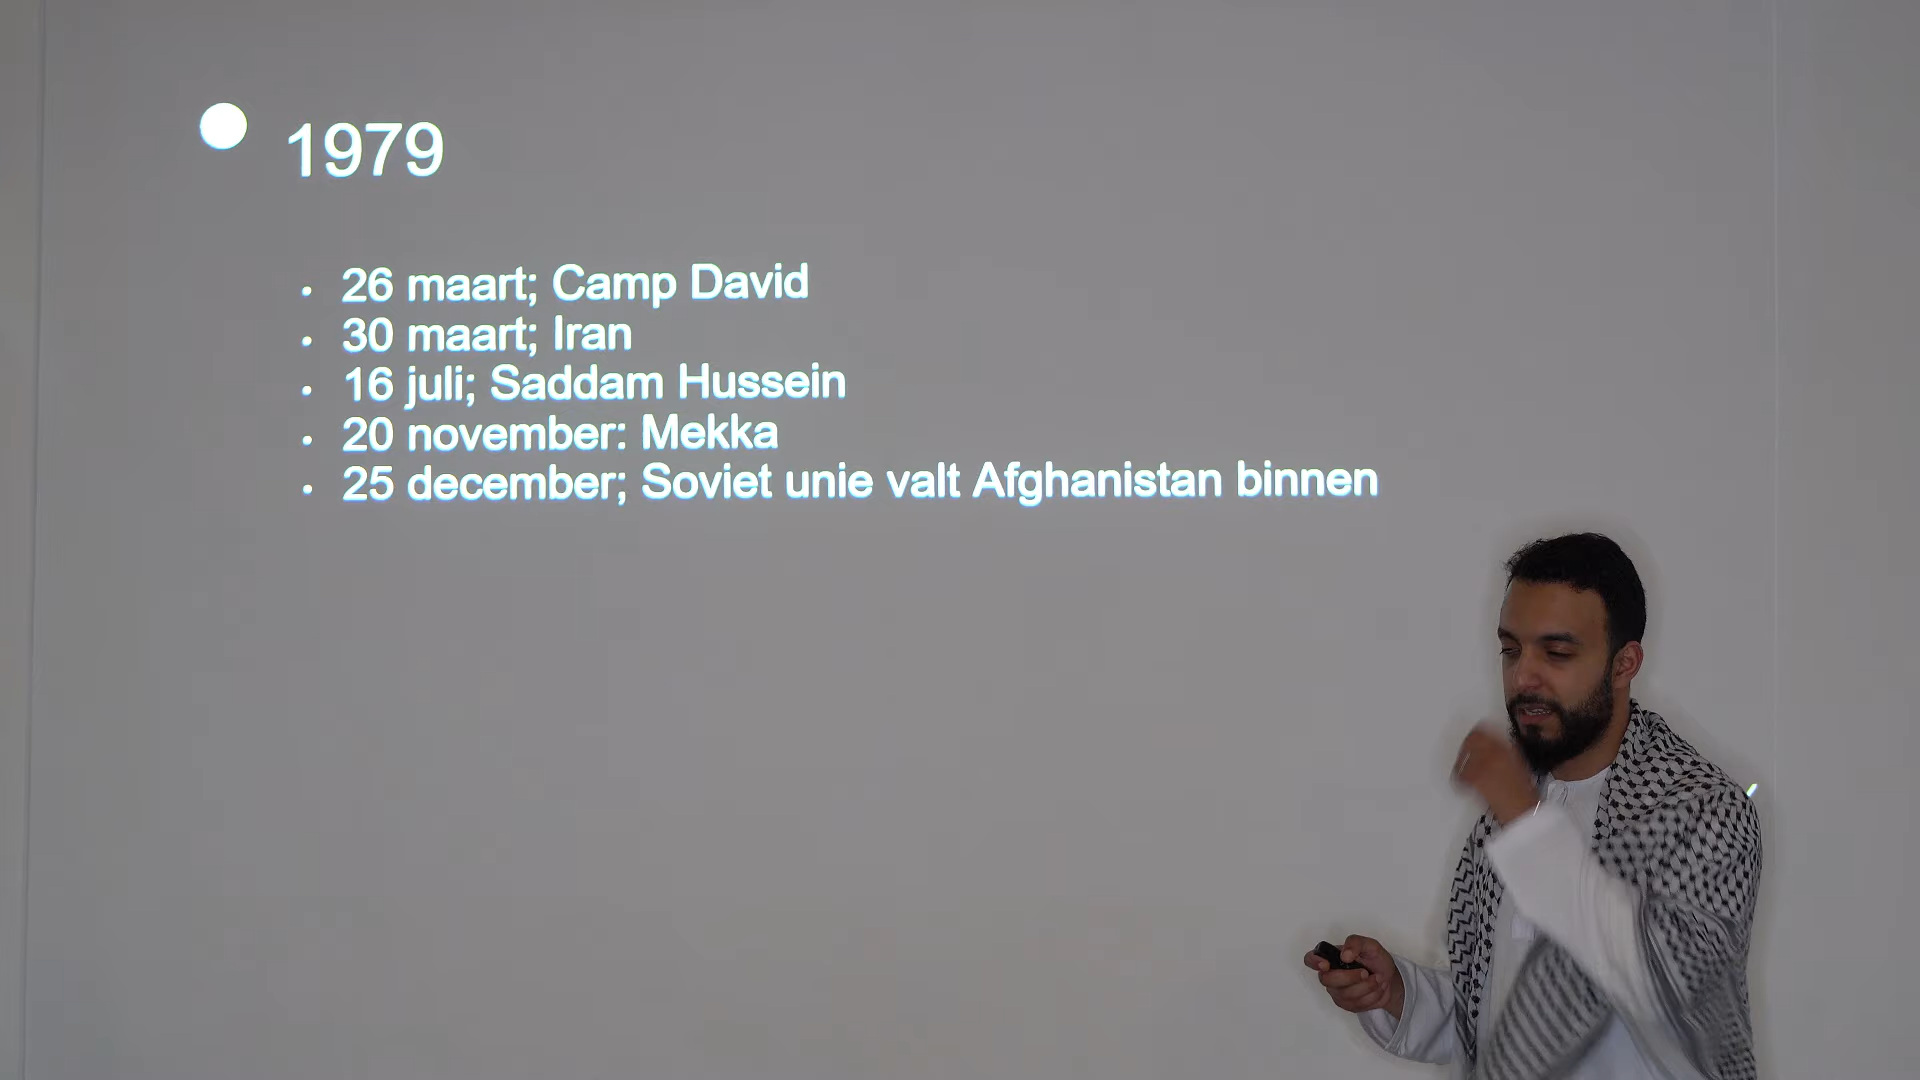 1979
26 maart; Camp David
30 maart; Iran
16 juli; Saddam Hussein
20 november: Mekka
25 december; Soviet unie valt Afghanistan binnen